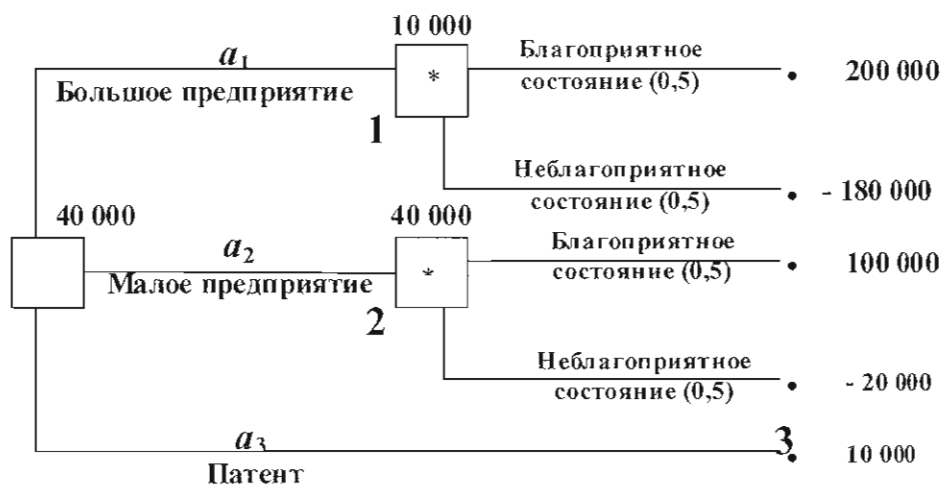 10 000
a1
Большое предприятие
*
1
Благоприятное
состояние (0,5)
200 000
Неблагоприятное
состояние (0,5)
- 180 000
40 000
a2
Малое предприятие
40 000
*
2
Благоприятное
состояние (0,5)
100 000
Неблагоприятное
состояние (0,5)
- 20 000
a3
Патент
3
10 000